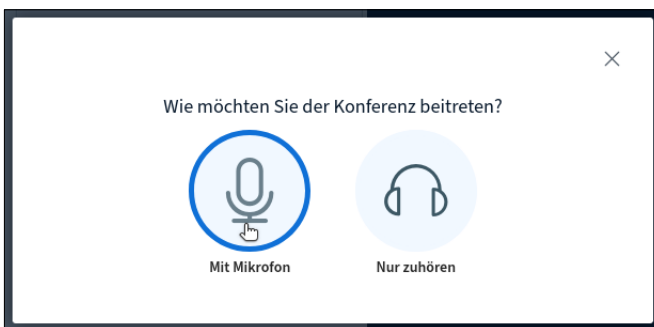 Wie möchten Sie der Konferenz beitreten?
Mit Mikrofon
Nur zuhören